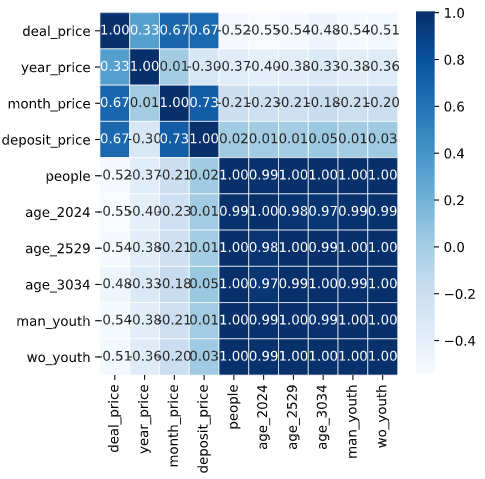 deal_price 1.00 0.33 0.67 0.67 -0.52 -0.55 -0.54 -0.48 -0.54 -0.51
year_price 0.33 1.00 0.01 -0.30 -0.37 -0.40 -0.38 -0.33 -0.38 -0.36
month_price 0.67 0.01 1.00 0.73 -0.21 -0.23 -0.21 -0.18 -0.21 -0.20
deposit_price 0.67 -0.30 0.73 1.00 0.02 0.01 0.01 0.05 0.01 0.03
people -0.52 -0.37 -0.21 0.02 1.00 0.99 1.00 1.00 1.00 1.00
age_2024 -0.55 -0.40 -0.23 0.01 0.99 1.00 0.98 0.97 0.99 0.99
age_2529 -0.54 -0.38 -0.21 0.01 1.00 0.98 1.00 0.99 1.00 1.00
age_3034 -0.48 -0.33 -0.18 0.05 1.00 0.97 0.99 1.00 0.99 1.00
man_youth -0.54 -0.38 -0.21 0.01 1.00 0.99 1.00 0.99 1.00 1.00
wo_youth -0.51 -0.36 -0.20 0.03 1.00 0.99 1.00 1.00 1.00 1.00
deal_price
year_price
month_price
deposit_price
people
age_2024
age_2529
age_3034
man_youth
wo_youth
1.0
0.8
0.6
0.4
0.2
0.0
−0.2
−0.4